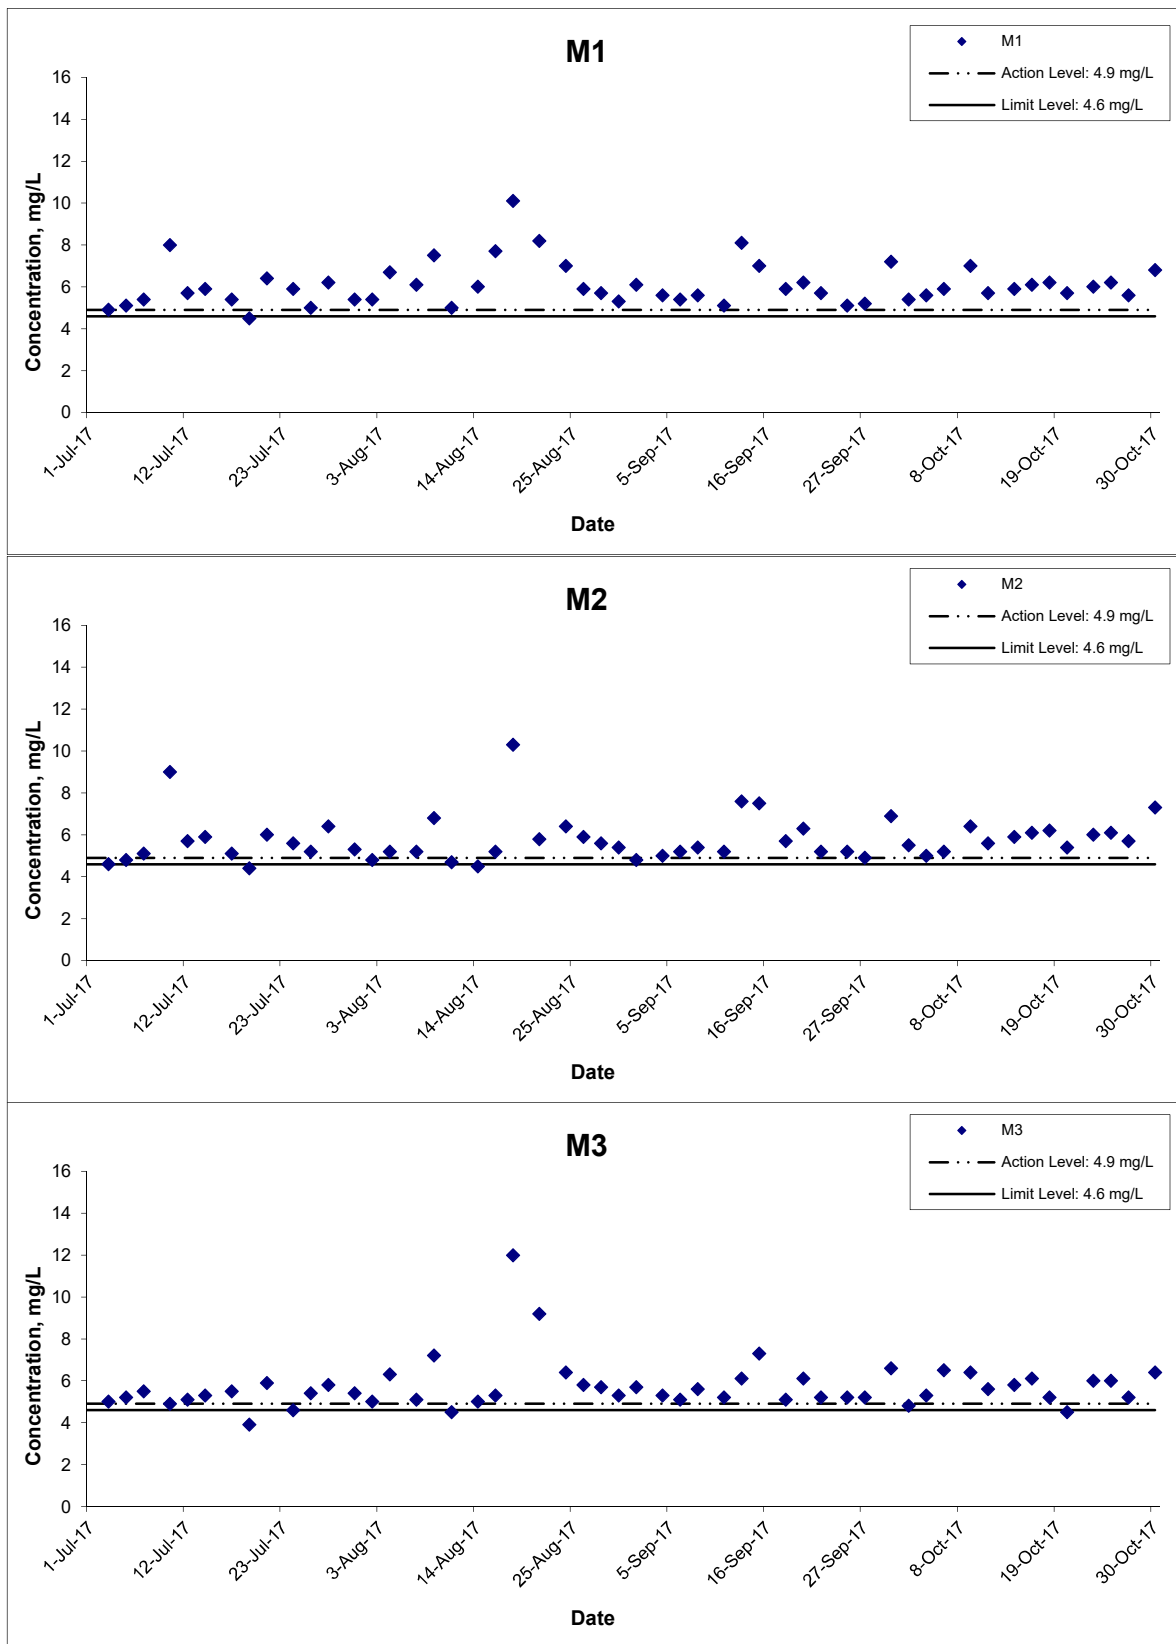 M1
M1
Action Level: 4.9 mg/L
Limit Level: 4.6 mg/L
Concentration, mg/L
16
14
12
10
8
6
4
2
0
1-Jul-17
12-Jul-17
23-Jul-17
3-Aug-17
14-Aug-17
25-Aug-17
5-Sep-17
16-Sep-17
27-Sep-17
8-Oct-17
19-Oct-17
30-Oct-17
Date
M2
M2
Action Level: 4.9 mg/L
Limit Level: 4.6 mg/L
Concentration, mg/L
16
14
12
10
8
6
4
2
0
1-Jul-17
12-Jul-17
23-Jul-17
3-Aug-17
14-Aug-17
25-Aug-17
5-Sep-17
16-Sep-17
27-Sep-17
8-Oct-17
19-Oct-17
30-Oct-17
Date
M3
M3
Action Level: 4.9 mg/L
Limit Level: 4.6 mg/L
Concentration, mg/L
16
14
12
10
8
6
4
2
0
1-Jul-17
12-Jul-17
23-Jul-17
3-Aug-17
14-Aug-17
25-Aug-17
5-Sep-17
16-Sep-17
27-Sep-17
8-Oct-17
19-Oct-17
30-Oct-17
Date